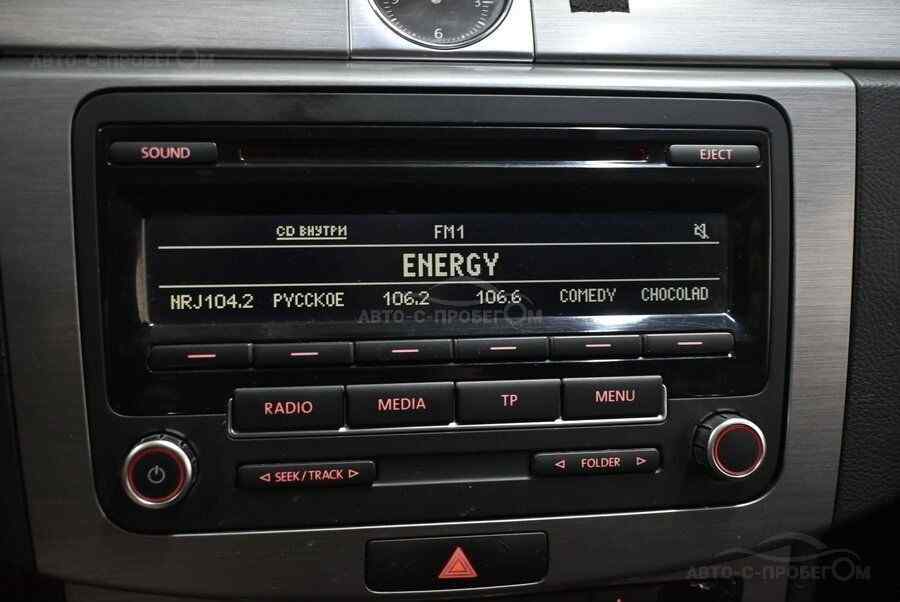 АВТО-С-ПРОБЕГОМ
6
SOUND
EJECT
CD ВНУТРИ FM1
ENERGY
NRJ104.2 РУССКОЕ 106.2 106.6 COMEDY CHOCOLAD
АВТО-С-ПРОБЕГОМ
RADIO MEDIA TP MENU
SEEK/TRACK FOLDER
АВТО-С-ПРОБЕГОМ